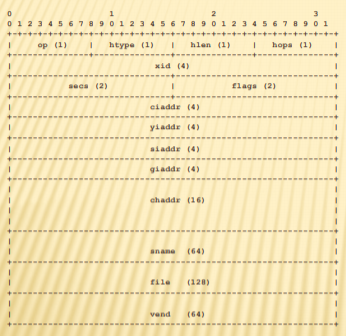 0 1 2 3
0 1 2 3 4 5 6 7 8 9 0 1 2 3 4 5 6 7 8 9 0 1 2 3 4 5 6 7 8 9 0 1
op (1) | htype (1) | hlen (1) | hops (1)
xid (4)
secs (2) | flags (2)
ciaddr (4)
yiaddr (4)
siaddr (4)
giaddr (4)
chaddr (16)
sname (64)
file (128)
vend (64)